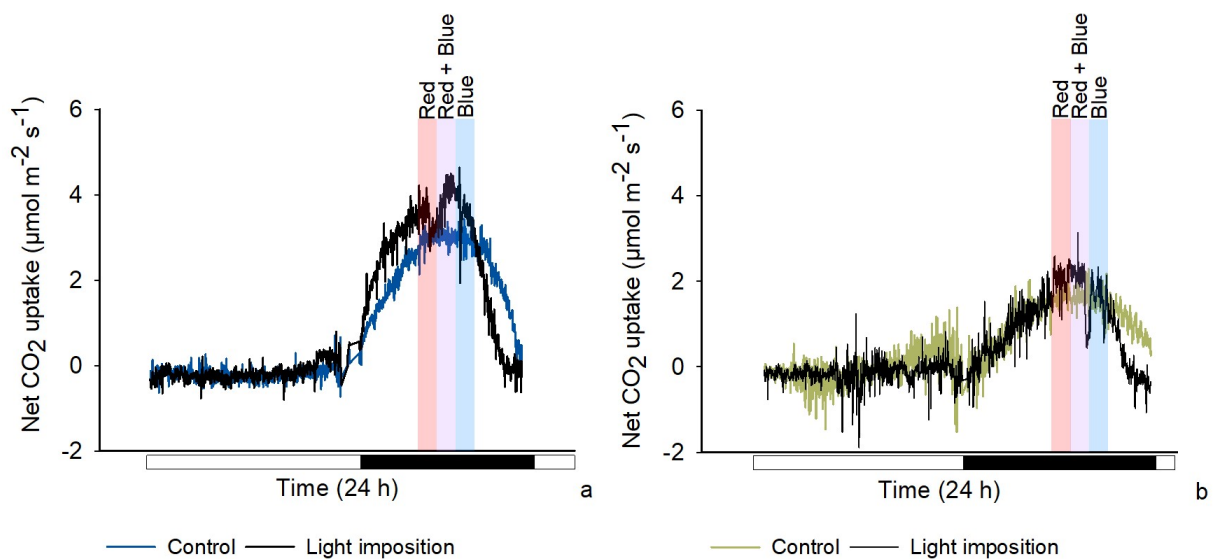 Red
Red + Blue
Blue
Net CO2 uptake (µmol m-2 s-1)
6
4
2
0
-2
Time (24 h)
a
Control
Light imposition
Red
Red + Blue
Blue
Net CO2 uptake (µmol m-2 s-1)
6
4
2
0
-2
Time (24 h)
b
Control
Light imposition